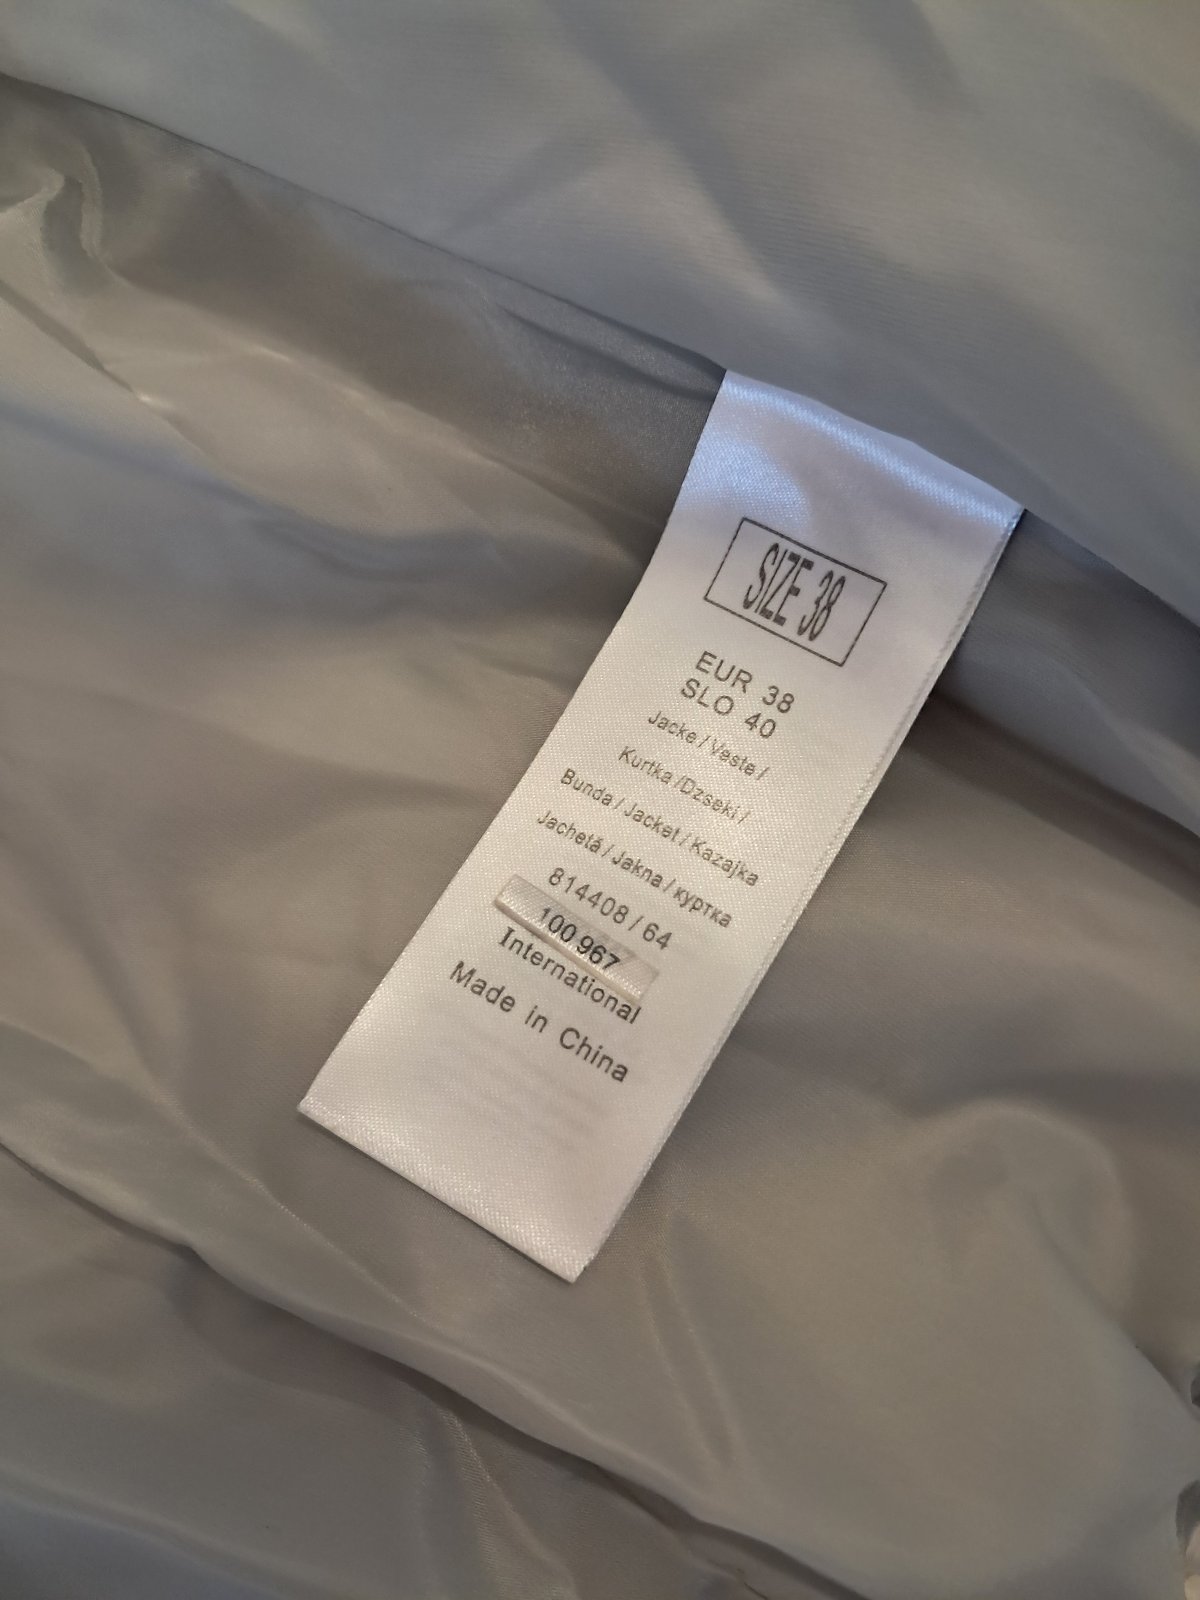 SIZE 38
EUR 38
SLO 40
Jacke / Veste /
Kurtka /Dzseki /
Bunda / Jacket / Kazajka
Jachetă / Jakna / куртка
814408 / 64
100 967
International
Made in China